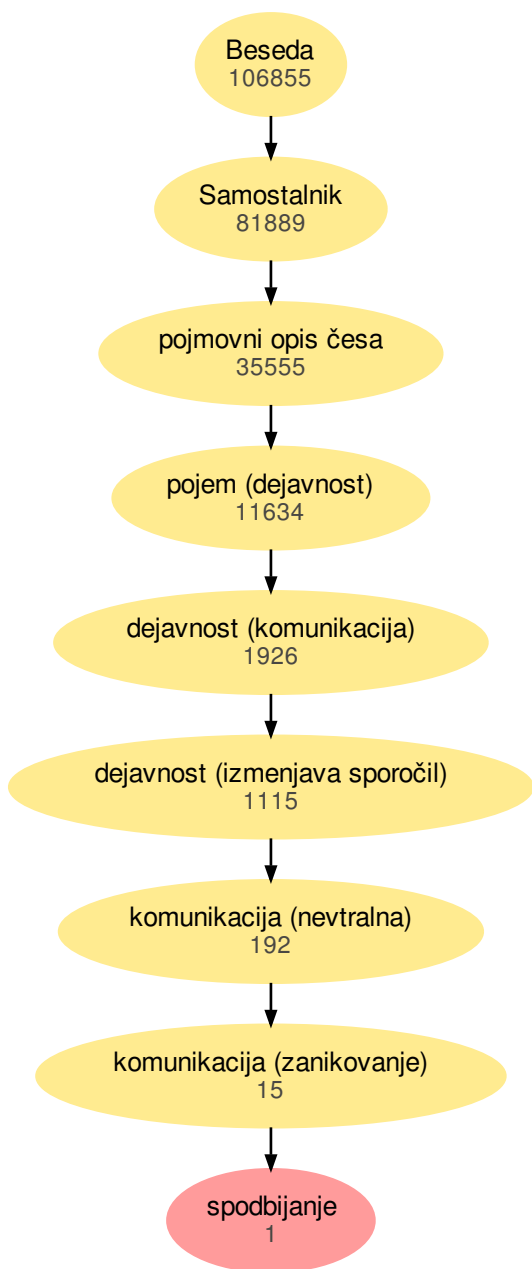 Beseda
106855
Samostalnik
81889
pojmovni opis česa
35555
pojem (dejavnost)
11634
dejavnost (komunikacija)
1926
dejavnost (izmenjava sporočil)
1115
komunikacija (nevtralna)
192
komunikacija (zanikovanje)
15
spodbijanje
1